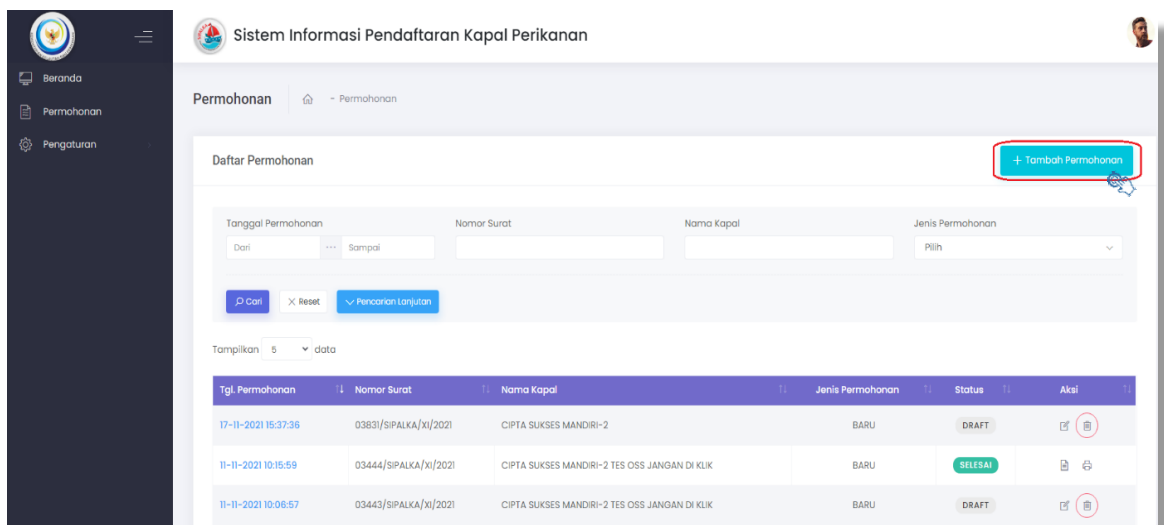 Sistem Informasi Pendaftaran Kapal Perikanan
Beranda
Permohonan
Pengaturan
Permohonan - Permohonan
Daftar Permohonan + Tambah Permohonan
Tanggal Permohonan Nomor Surat Nama Kapal Jenis Permohonan
Dari ... Sampai Pilih
Cari × Reset Pencarian Lanjutan
Tampilkan 5 data
Tgl. Permohonan Nomor Surat Nama Kapal Jenis Permohonan Status Aksi
17-11-2021 15:37:36 03831/SIPALKA/XI/2021 CIPTA SUKSES MANDIRI-2 BARU DRAFT
11-11-2021 10:15:59 03444/SIPALKA/XI/2021 CIPTA SUKSES MANDIRI-2 TES OSS JANGAN DI KLIK BARU SELESAI
11-11-2021 10:06:57 03443/SIPALKA/XI/2021 CIPTA SUKSES MANDIRI-2 TES OSS JANGAN DI KLIK BARU DRAFT